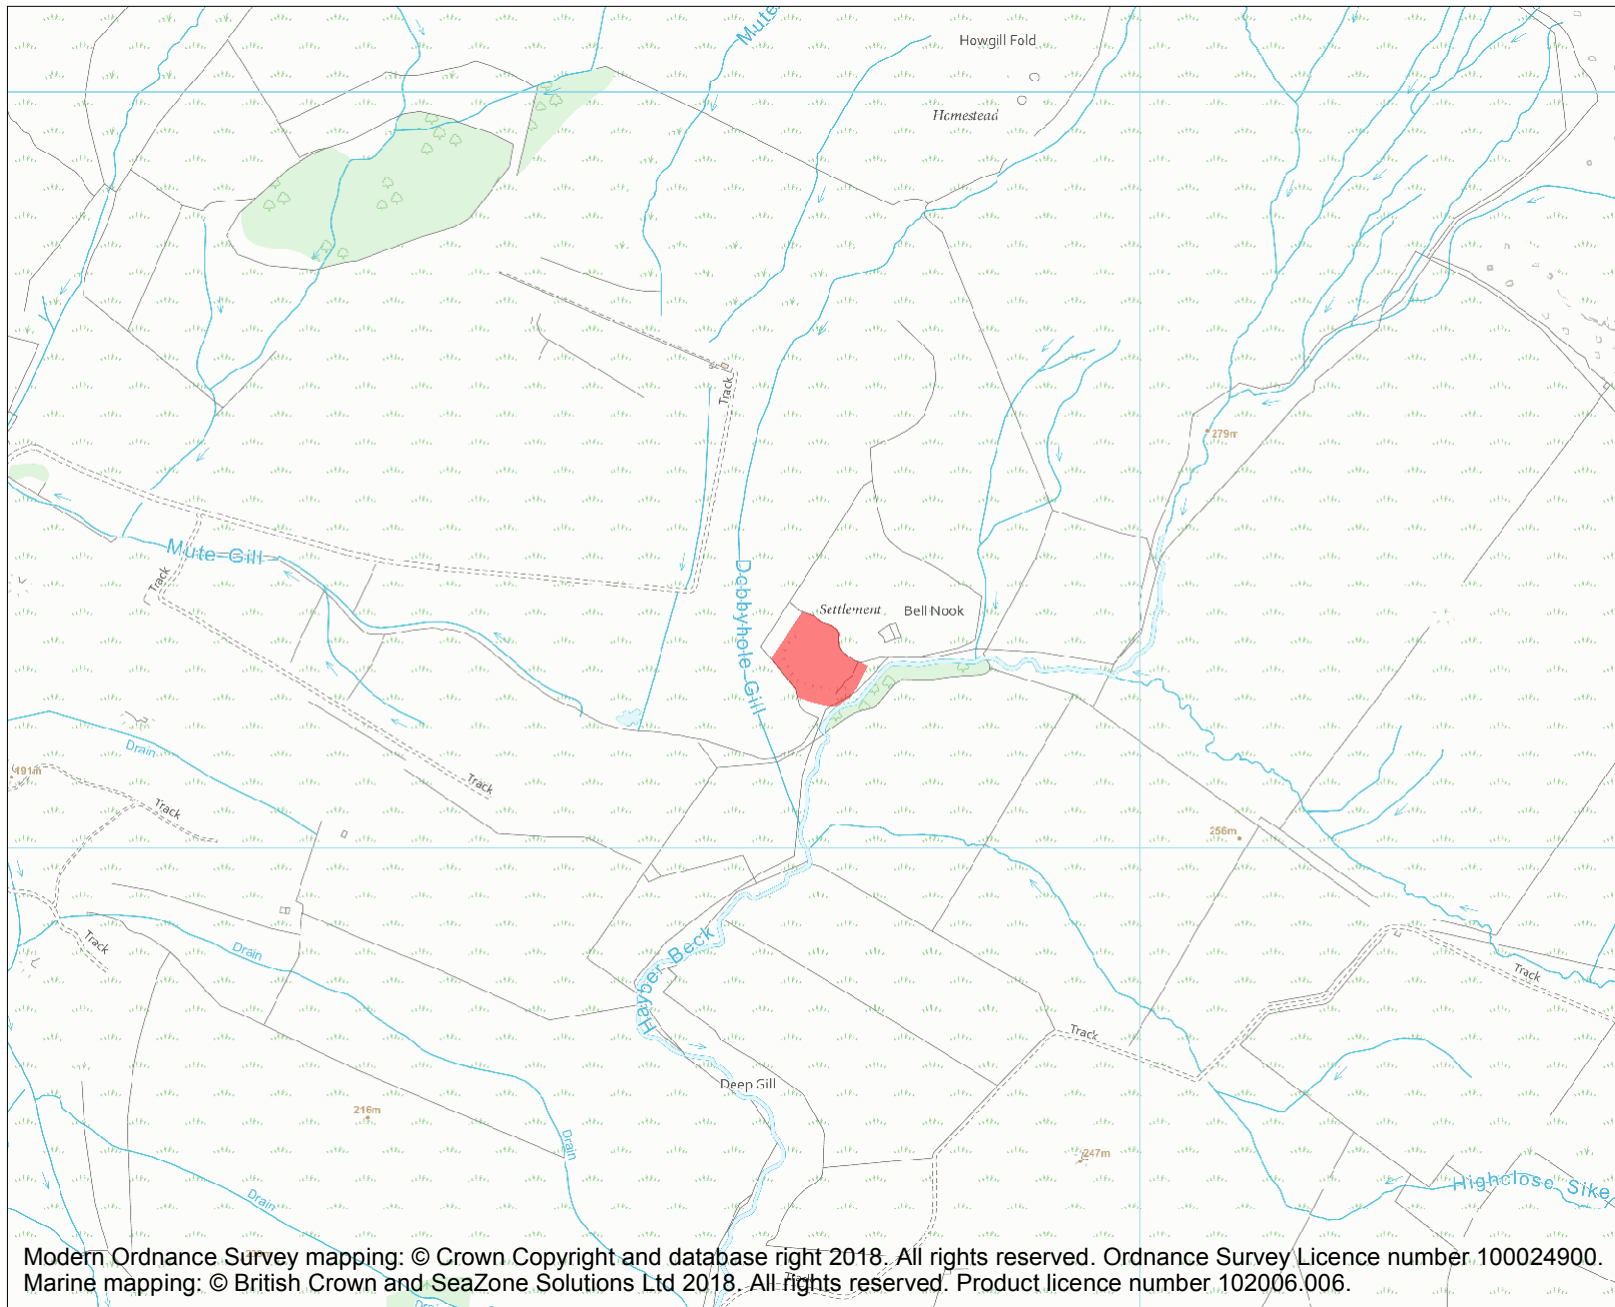 Mute
Howgill Fold
Homestead
Track
279m
Mute Gill
Track
Dobbyhole Gill
Settlement
Bell Nook
Drain
191m
Track
Track
256m
Track
Drain
Hayber Beck
Track
Track
Deep Gill
216m
Drain
247m
Drain
Highclose Sike
Track
Modern Ordnance Survey mapping: © Crown Copyright and database right 2018. All rights reserved. Ordnance Survey Licence number 100024900.
Marine mapping: © British Crown and SeaZone Solutions Ltd 2018. All rights reserved. Product licence number 102006.006.